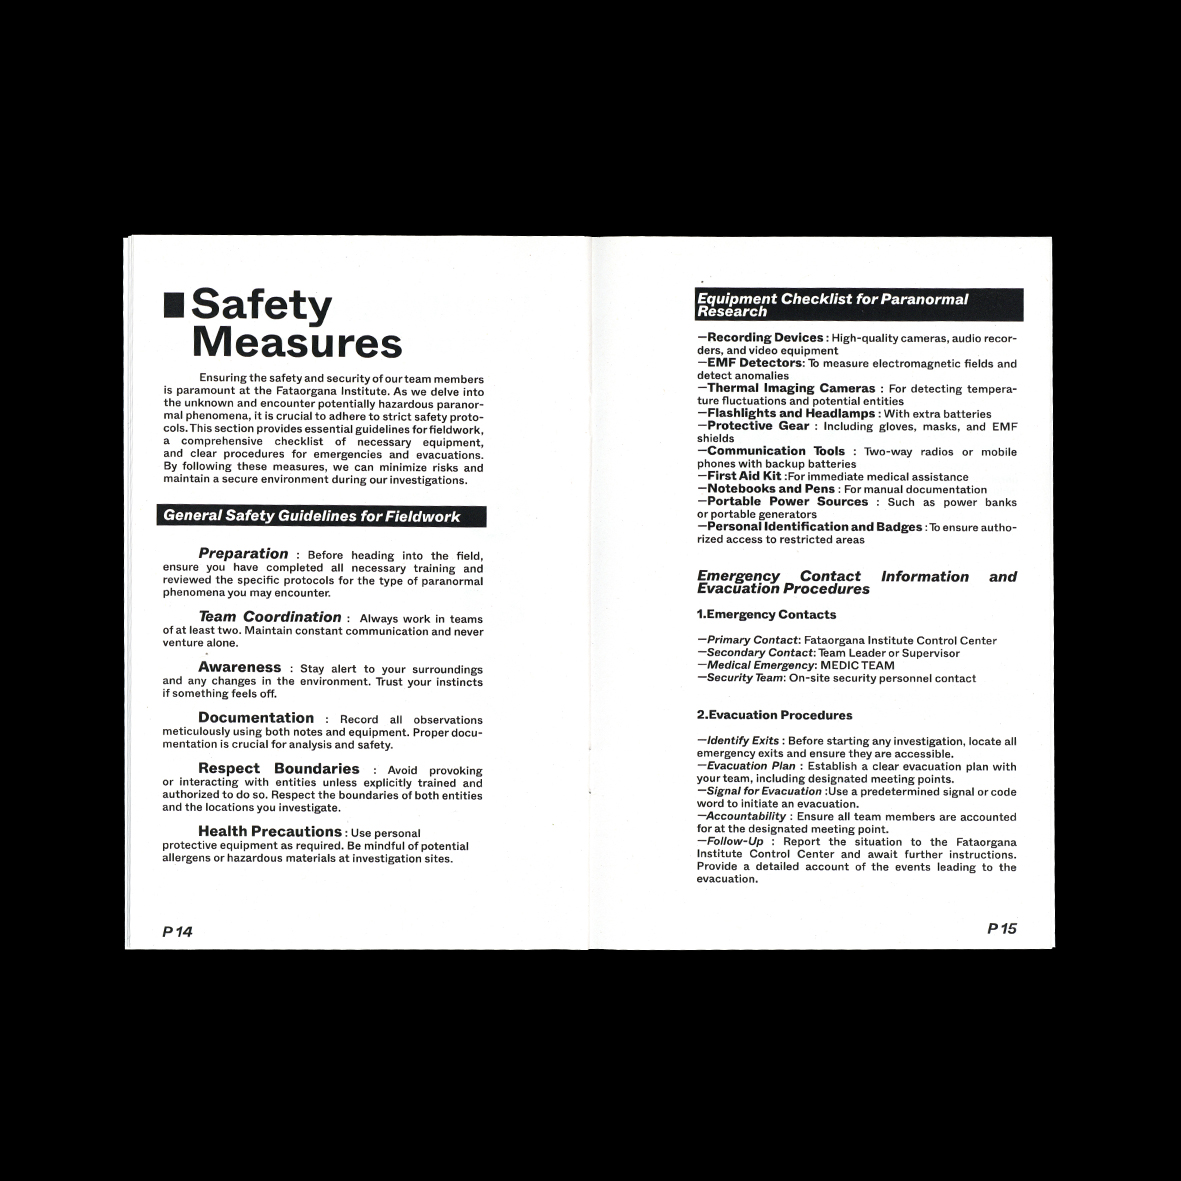 Safety
Measures
Ensuring the safety and security of our team members
is paramount at the Fataorgana Institute. As we delve into
the unknown and encounter potentially hazardous paranor-
mal phenomena, it is crucial to adhere to strict safety proto-
cols. This section provides essential guidelines for fieldwork,
a comprehensive checklist of necessary equipment,
and clear procedures for emergencies and evacuations.
By following these measures, we can minimize risks and
maintain a secure environment during our investigations.
General Safety Guidelines for Fieldwork
Preparation : Before heading into the field,
ensure you have completed all necessary training and
reviewed the specific protocols for the type of paranormal
phenomena you may encounter.
Team Coordination : Always work in teams
of at least two. Maintain constant communication and never
venture alone.
Awareness : Stay alert to your surroundings
and any changes in the environment. Trust your instincts
if something feels off.
Documentation : Record all observations
meticulously using both notes and equipment. Proper docu-
mentation is crucial for analysis and safety.
Respect Boundaries : Avoid provoking
or interacting with entities unless explicitly trained and
authorized to do so. Respect the boundaries of both entities
and the locations you investigate.
Health Precautions : Use personal
protective equipment as required. Be mindful of potential
allergens or hazardous materials at investigation sites.
P 14
Equipment Checklist for Paranormal
Research
—Recording Devices : High-quality cameras, audio recor-
ders, and video equipment
—EMF Detectors: To measure electromagnetic fields and
detect anomalies
—Thermal Imaging Cameras : For detecting tempera-
ture fluctuations and potential entities
—Flashlights and Headlamps : With extra batteries
—Protective Gear : Including gloves, masks, and EMF
shields
—Communication Tools : Two-way radios or mobile
phones with backup batteries
—First Aid Kit :For immediate medical assistance
—Notebooks and Pens : For manual documentation
—Portable Power Sources : Such as power banks
or portable generators
—Personal Identification and Badges : To ensure autho-
rized access to restricted areas
Emergency Contact Information and
Evacuation Procedures
1.Emergency Contacts
—Primary Contact: Fataorgana Institute Control Center
—Secondary Contact: Team Leader or Supervisor
—Medical Emergency: MEDIC TEAM
—Security Team: On-site security personnel contact
2.Evacuation Procedures
—Identify Exits : Before starting any investigation, locate all
emergency exits and ensure they are accessible.
—Evacuation Plan : Establish a clear evacuation plan with
your team, including designated meeting points.
—Signal for Evacuation :Use a predetermined signal or code
word to initiate an evacuation.
—Accountability : Ensure all team members are accounted
for at the designated meeting point.
—Follow-Up : Report the situation to the Fataorgana
Institute Control Center and await further instructions.
Provide a detailed account of the events leading to the
evacuation.
P 15